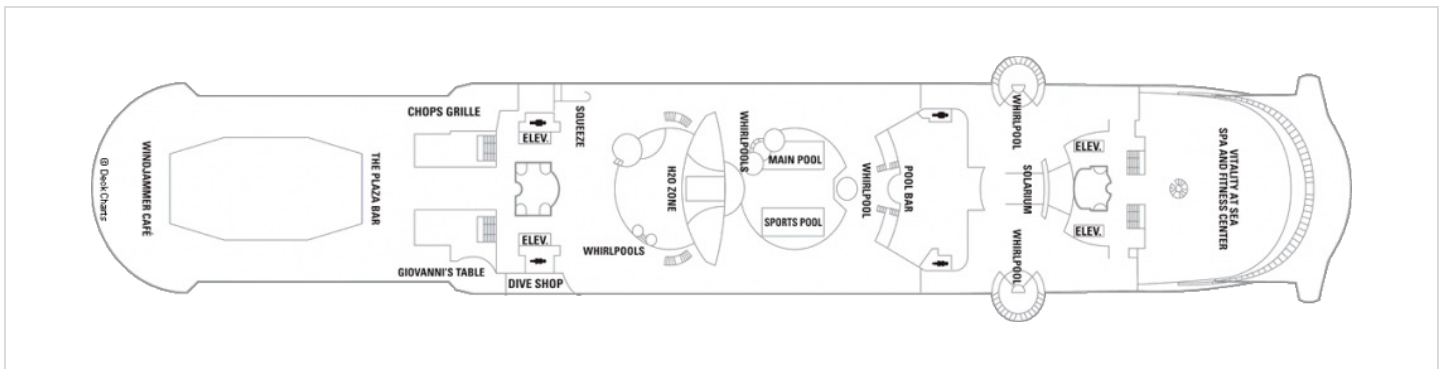 @ Deck Charts
WINDJAMMER CAFÉ
THE PLAZA BAR
CHOPS GRILLE
GIOVANNI'S TABLE
ELEV.
ELEV.
DIVE SHOP
SQUEEZE
WHIRLPOOLS
H2O ZONE
WHIRLPOOLS
MAIN POOL
SPORTS POOL
WHIRLPOOL
POOL BAR
WHIRLPOOL
WHIRLPOOL
SOLARIUM
ELEV.
ELEV.
VITALITY AT SEA
SPA AND FITNESS CENTER